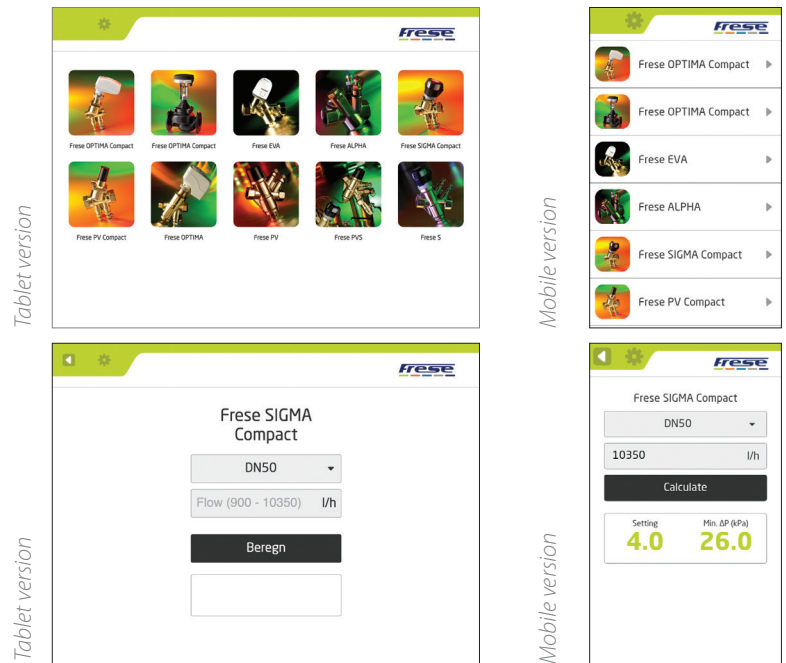 Frese
Frese OPTIMA Compact
Frese OPTIMA Compact
Frese EVA
Frese ALPHA
Frese SIGMA Compact
Frese PV Compact
Frese OPTIMA
Frese PV
Frese PVS
Frese S
Tablet version
Frese
Frese OPTIMA Compact
Frese OPTIMA Compact
Frese EVA
Frese ALPHA
Frese SIGMA Compact
Frese PV Compact
Mobile version
Frese
Frese SIGMA
Compact
DN50
Flow (900 - 10350) l/h
Beregn
Tablet version
Frese
Frese SIGMA Compact
DN50
10350 l/h
Calculate
Setting Min. ΔP (kPa)
4.0 26.0
Mobile version